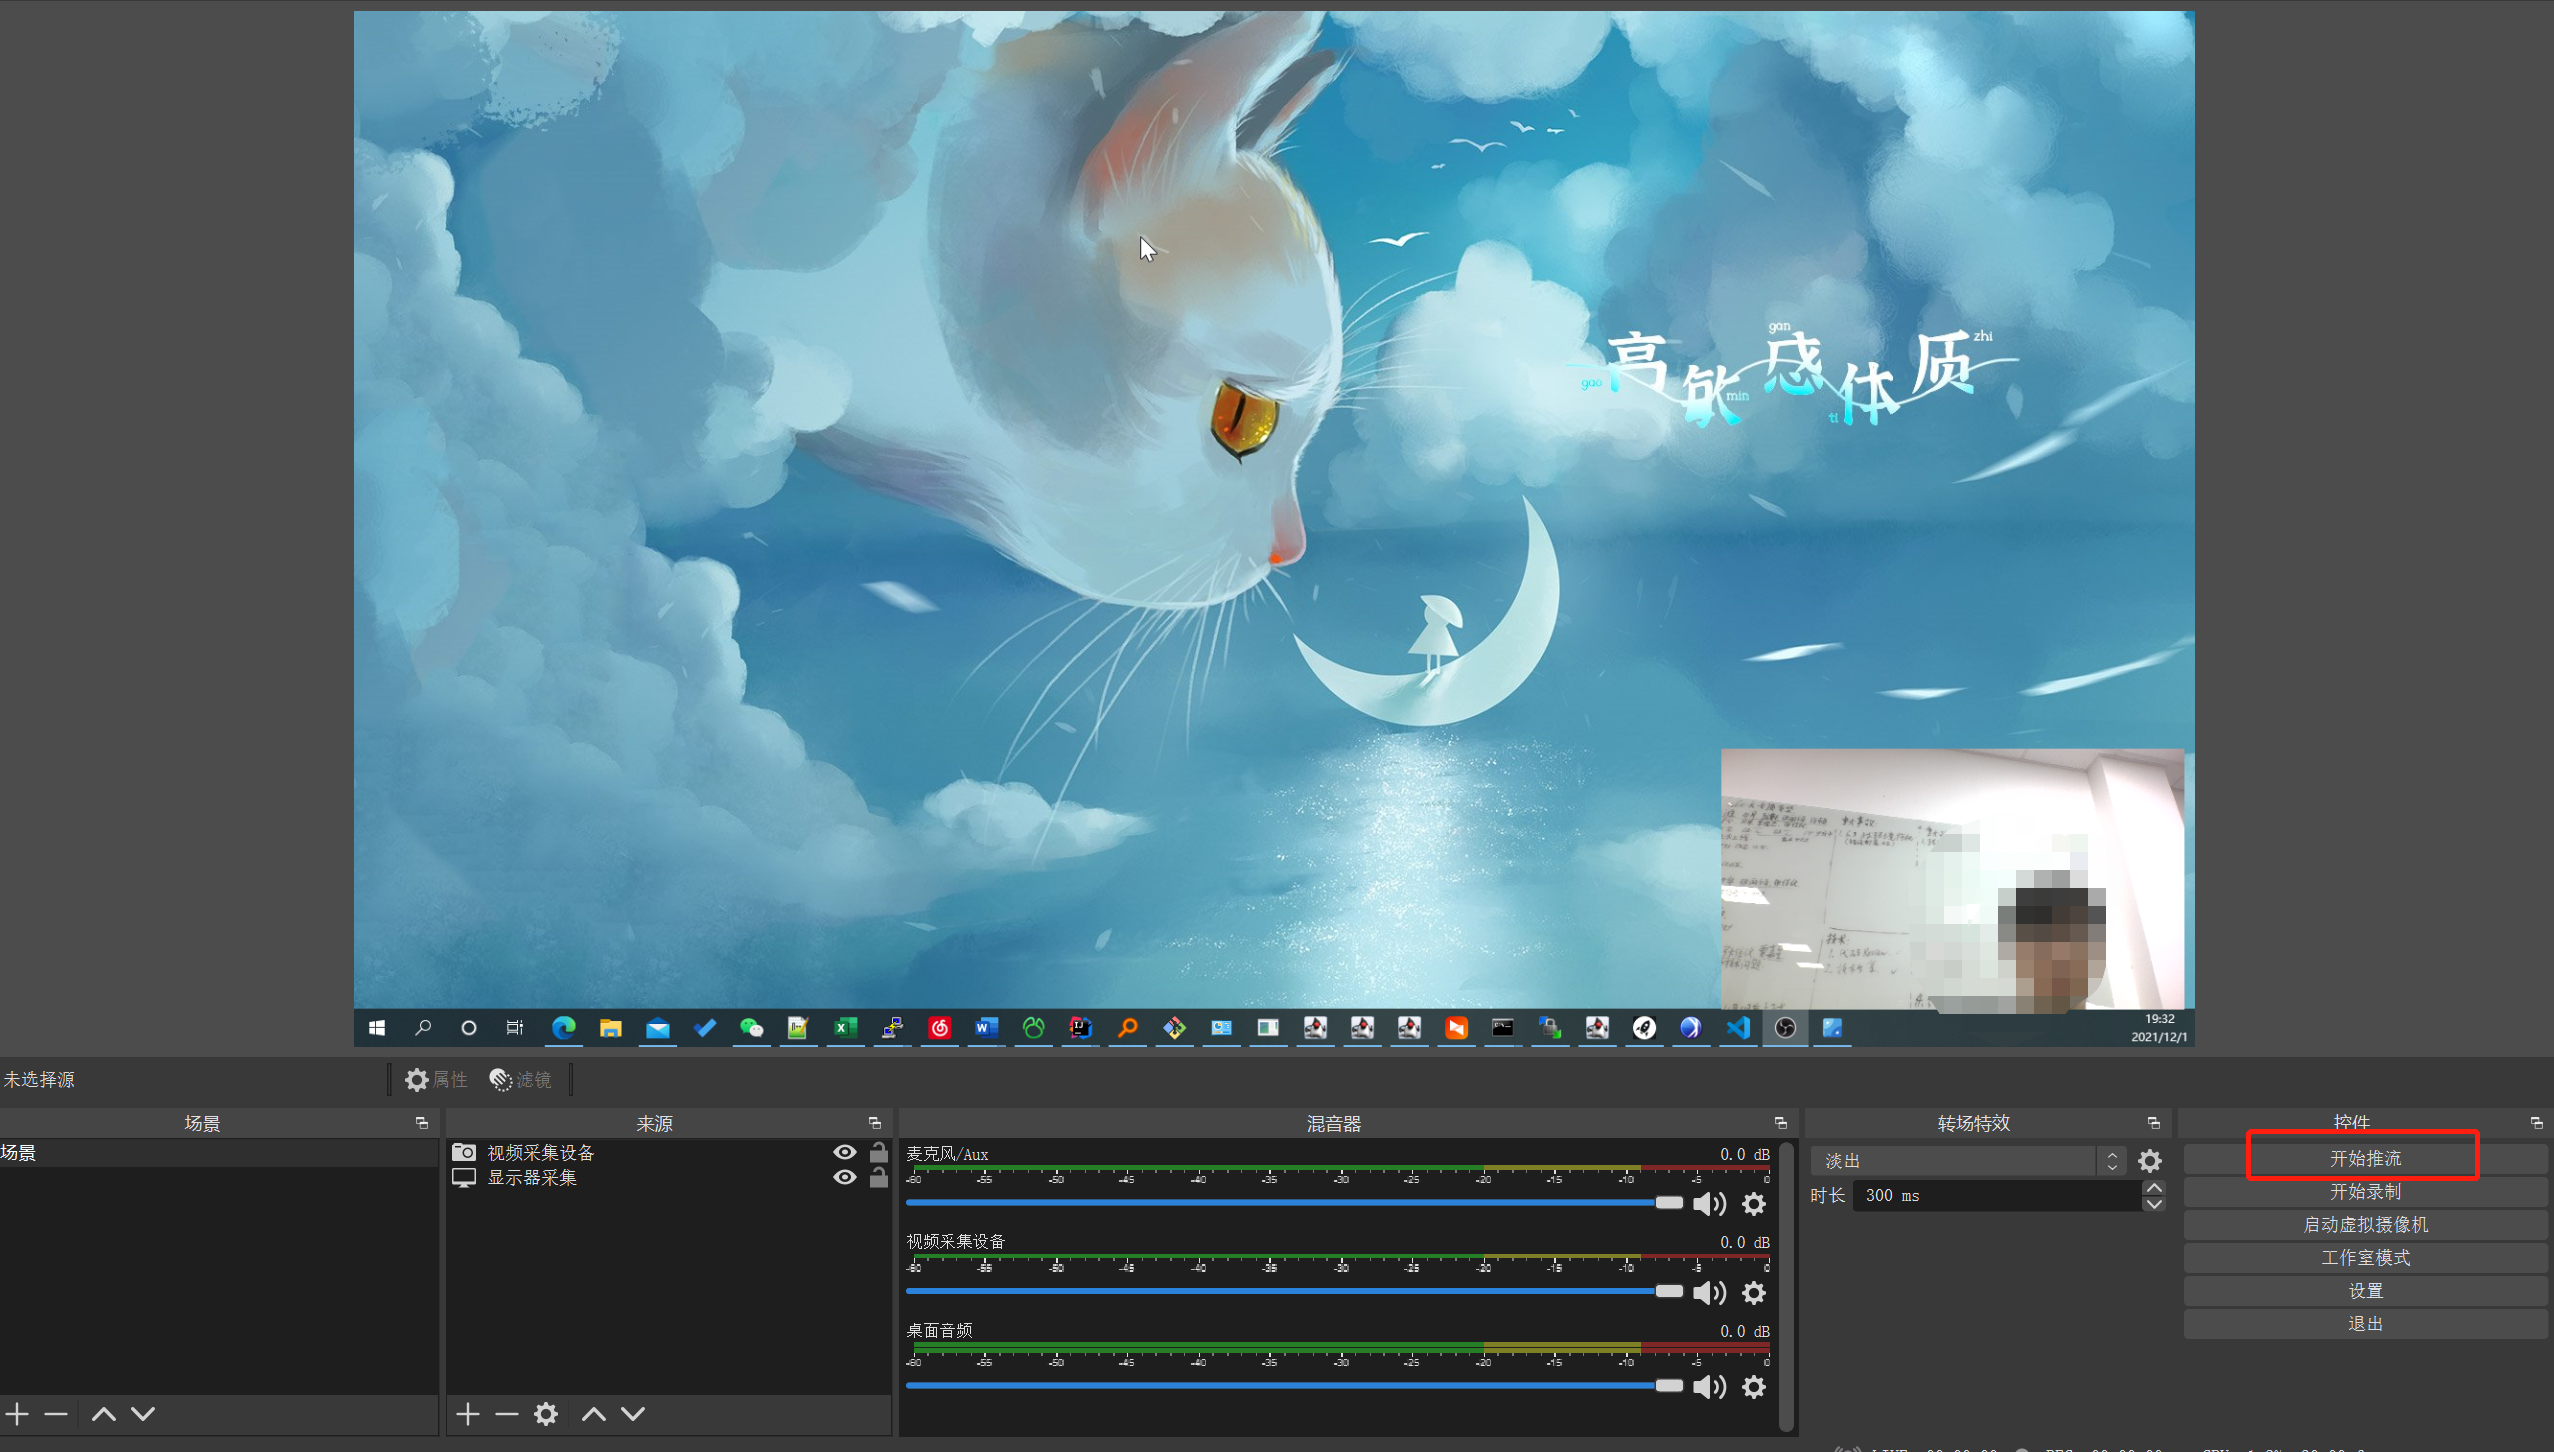 gao
高
敏
min
gan
感
ti
体
质
zhi
19:32
2021/12/1
未选择源
属性
滤镜
场景
来源
混音器
转场特效
控件
场景
视频采集设备
显示器采集
麦克风/Aux
0.0 dB
-60 -55 -50 -45 -40 -35 -30 -25 -20 -15 -10 -5 0
视频采集设备
0.0 dB
-60 -55 -50 -45 -40 -35 -30 -25 -20 -15 -10 -5 0
桌面音频
0.0 dB
-60 -55 -50 -45 -40 -35 -30 -25 -20 -15 -10 -5 0
淡出
时长
300 ms
开始推流
开始录制
启动虚拟摄像机
工作室模式
设置
退出